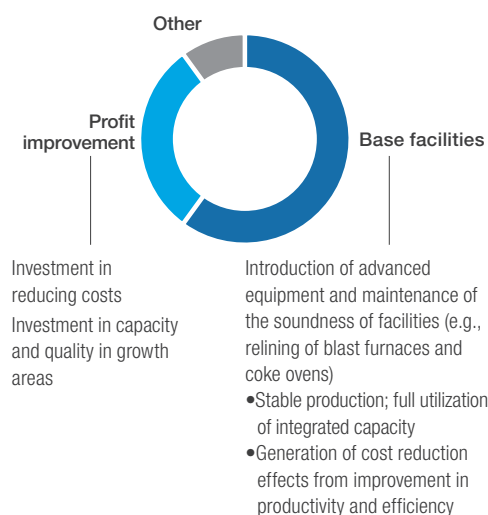 Other
Profit
improvement
Base facilities
Investment in
reducing costs
Investment in capacity
and quality in growth
areas
Introduction of advanced
equipment and maintenance of
the soundness of facilities (e.g.,
relining of blast furnaces and
coke ovens)
•Stable production; full utilization
of integrated capacity
•Generation of cost reduction
effects from improvement in
productivity and efficiency